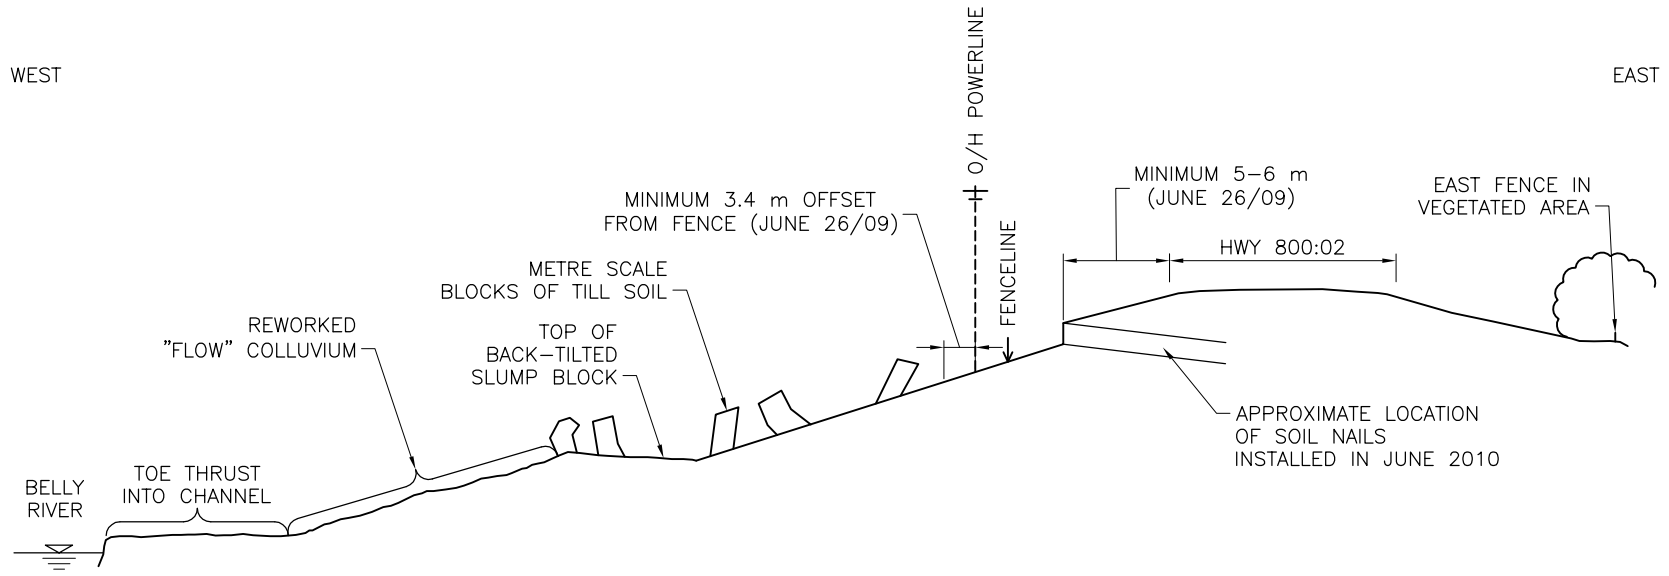 WEST
EAST
O/H POWERLINE
MINIMUM 3.4 m OFFSET
FROM FENCE (JUNE 26/09)
FENCELINE
MINIMUM 5-6 m
(JUNE 26/09)
HWY 800:02
EAST FENCE IN
VEGETATED AREA
METRE SCALE
BLOCKS OF TILL SOIL
REWORKED
"FLOW" COLLUVIUM
TOP OF
BACK-TILTED
SLUMP BLOCK
APPROXIMATE LOCATION
OF SOIL NAILS
INSTALLED IN JUNE 2010
TOE THRUST
INTO CHANNEL
BELLY
RIVER